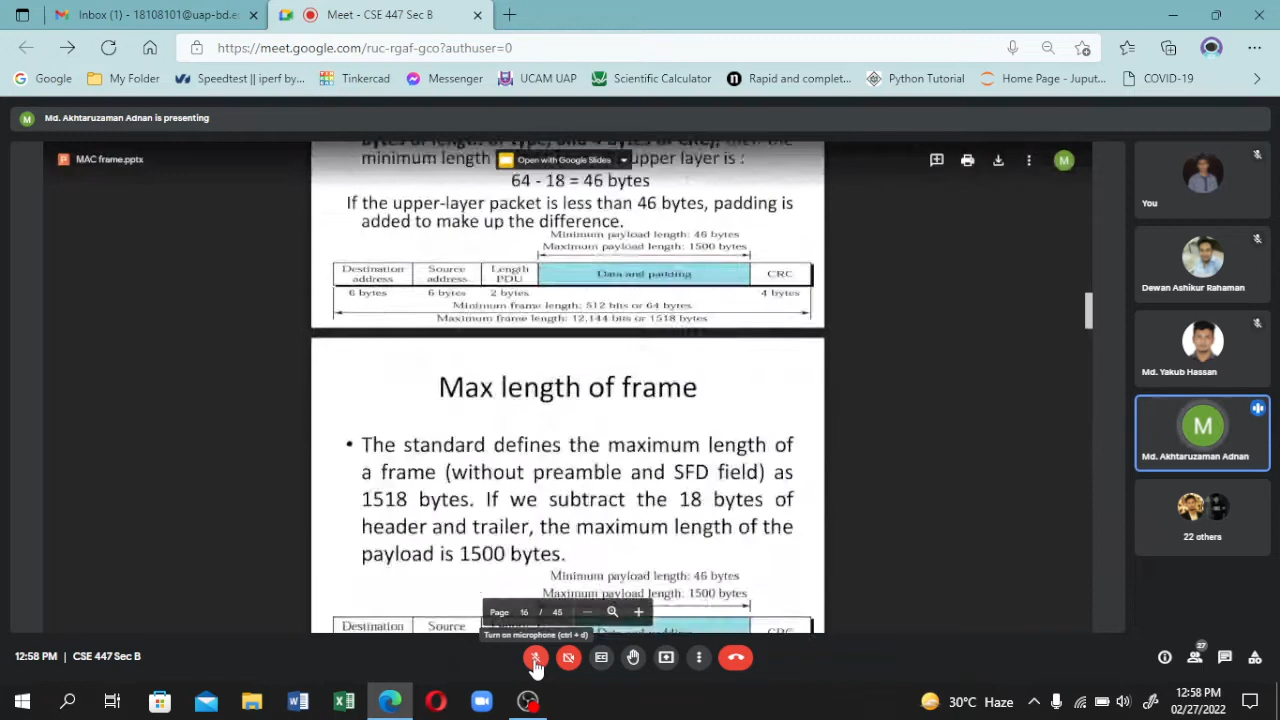 Inbox (1) - 18108101@uap-bd.e
Meet - CSE 447 Sec B
https://meet.google.com/ruc-rgaf-gco?authuser=0
Google
My Folder
Speedtest || iperf by...
Tinkercad
Messenger
UCAM UAP
Scientific Calculator
Rapid and complet...
Python Tutorial
Home Page - Juput...
COVID-19
M
Md. Akhtaruzaman Adnan is presenting
P
MAC frame.pptx
Open with Google Slides
M
minimum length
upper layer is :
64 - 18 = 46 bytes
If the upper-layer packet is less than 46 bytes, padding is
added to make up the difference.
Minimum payload length: 46 bytes
Maximum payload length: 1500 bytes
Destination address
Source address
Length PDU
Data and padding
CRC
6 bytes
6 bytes
2 bytes
4 bytes
Minimum frame length: 512 bits or 64 bytes
Maximum frame length: 12,144 bits or 1518 bytes
Max length of frame
• The standard defines the maximum length of
a frame (without preamble and SFD field) as
1518 bytes. If we subtract the 18 bytes of
header and trailer, the maximum length of the
payload is 1500 bytes.
Minimum payload length: 46 bytes
Maximum payload length: 1500 bytes
Destination
Source
Data and padding
CRC
Page 16 / 45
Turn on microphone (ctrl + d)
You
Dewan Ashikur Rahaman
Md. Yakub Hassan
M
Md. Akhtaruzaman Adnan
22 others
12:58 PM | CSE 447 Sec B
27
30°C Haze
12:58 PM
02/27/2022